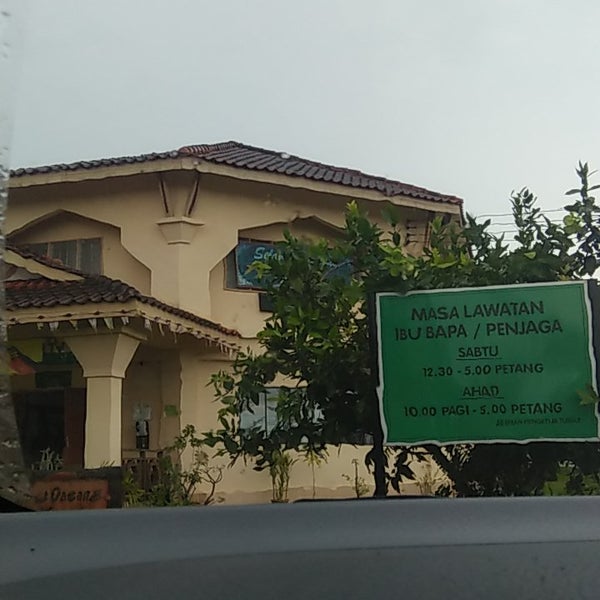 MASA LAWATAN
IBU BAPA / PENJAGA
SABTU
12.30 - 5.00 PETANG
AHAD
10.00 PAGI - 5.00 PETANG